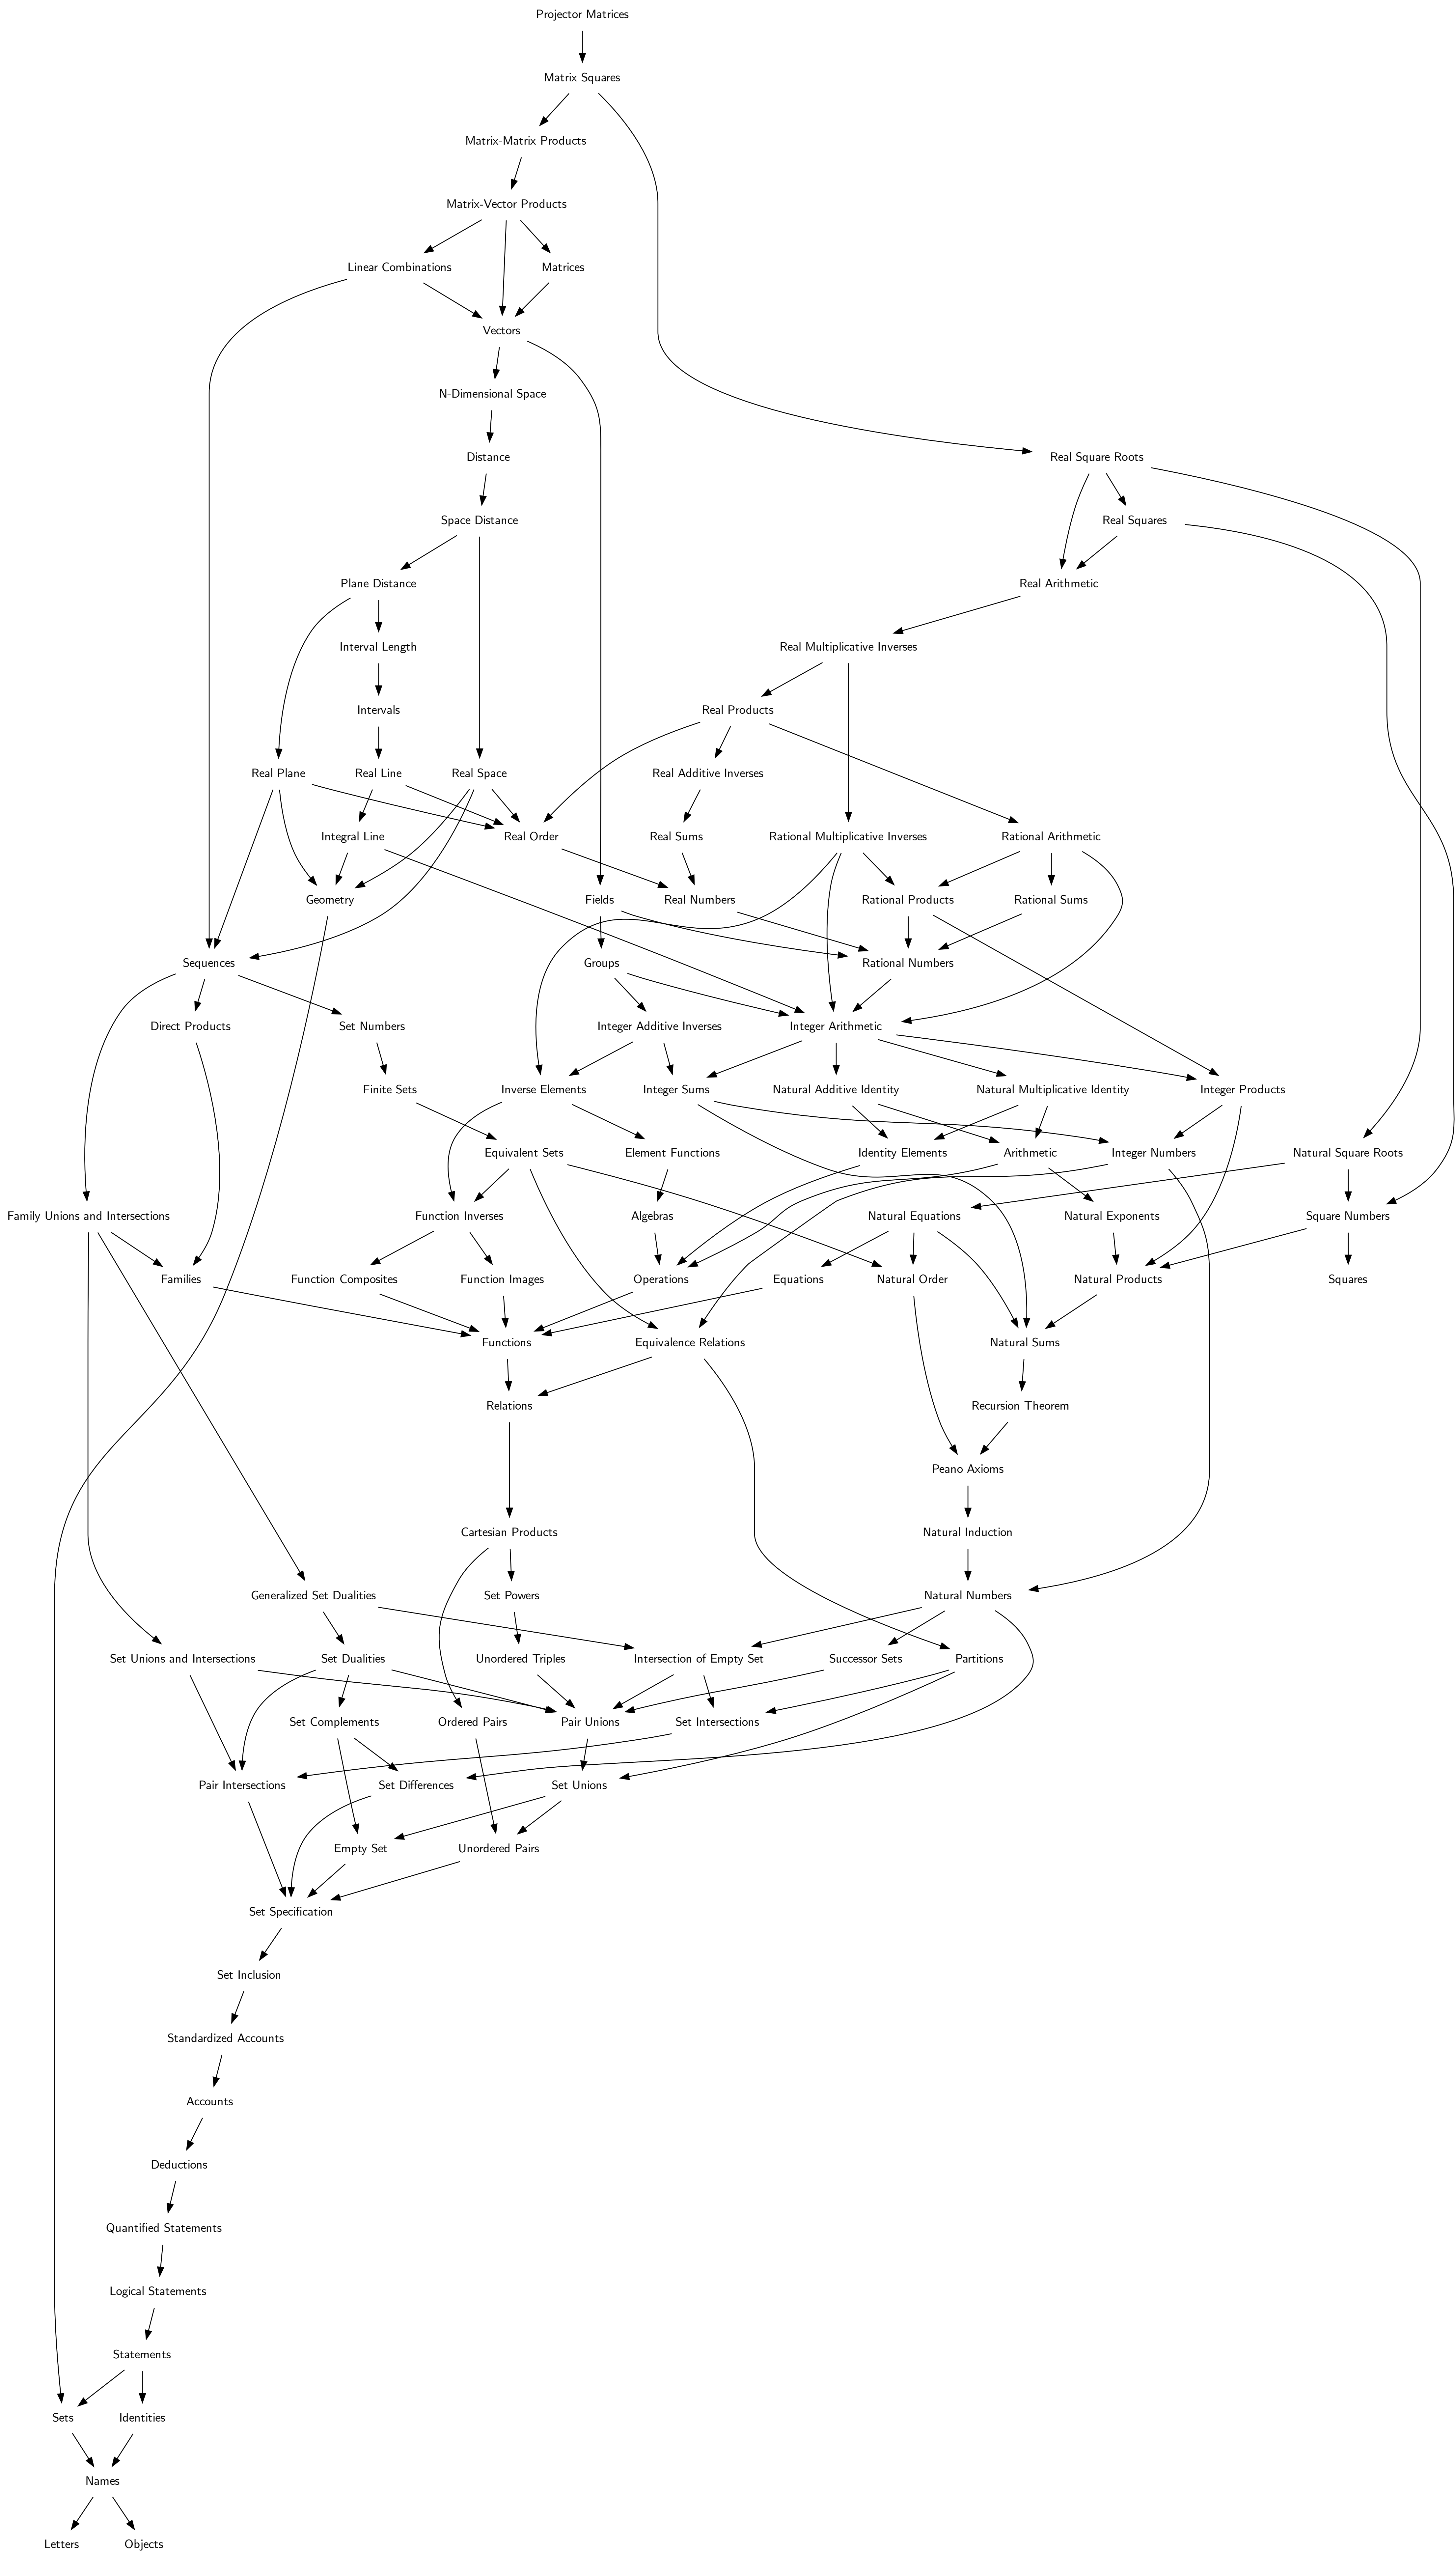 Projector Matrices
Matrix Squares
Matrix-Matrix Products
Matrix-Vector Products
Linear Combinations
Matrices
Vectors
N-Dimensional Space
Distance
Real Square Roots
Space Distance
Real Squares
Plane Distance
Real Arithmetic
Interval Length
Real Multiplicative Inverses
Intervals
Real Products
Real Plane
Real Line
Real Space
Real Additive Inverses
Integral Line
Real Order
Real Sums
Rational Multiplicative Inverses
Rational Arithmetic
Geometry
Fields
Real Numbers
Rational Products
Rational Sums
Sequences
Groups
Rational Numbers
Direct Products
Set Numbers
Integer Additive Inverses
Integer Arithmetic
Finite Sets
Inverse Elements
Integer Sums
Natural Additive Identity
Natural Multiplicative Identity
Integer Products
Equivalent Sets
Element Functions
Identity Elements
Arithmetic
Integer Numbers
Natural Square Roots
Family Unions and Intersections
Function Inverses
Algebras
Natural Equations
Natural Exponents
Square Numbers
Families
Function Composites
Function Images
Operations
Equations
Natural Order
Natural Products
Squares
Functions
Equivalence Relations
Natural Sums
Relations
Recursion Theorem
Peano Axioms
Cartesian Products
Natural Induction
Generalized Set Dualities
Set Powers
Natural Numbers
Set Unions and Intersections
Set Dualities
Unordered Triples
Intersection of Empty Set
Successor Sets
Partitions
Set Complements
Ordered Pairs
Pair Unions
Set Intersections
Pair Intersections
Set Differences
Set Unions
Empty Set
Unordered Pairs
Set Specification
Set Inclusion
Standardized Accounts
Accounts
Deductions
Quantified Statements
Logical Statements
Statements
Sets
Identities
Names
Letters
Objects